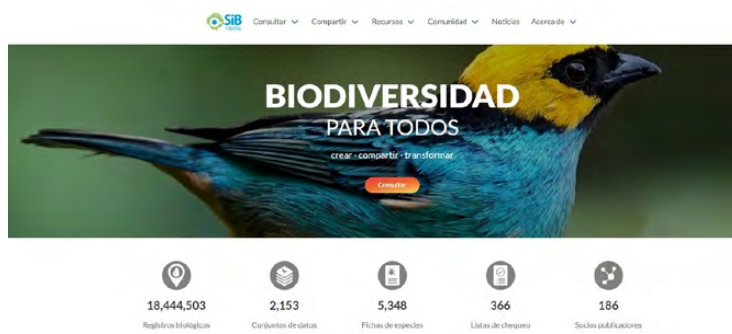 SiB
Consultar
Compartir
Recursos
Comunidad
Noticias
Acerca de
BIODIVERSIDAD
PARA TODOS
crear · compartir · transformar
Consultar
18,444,503
2,153
5,348
366
186
Registros biológicos
Conjuntos de datos
Fichas de especies
Listas de chequeo
Socios publicadores